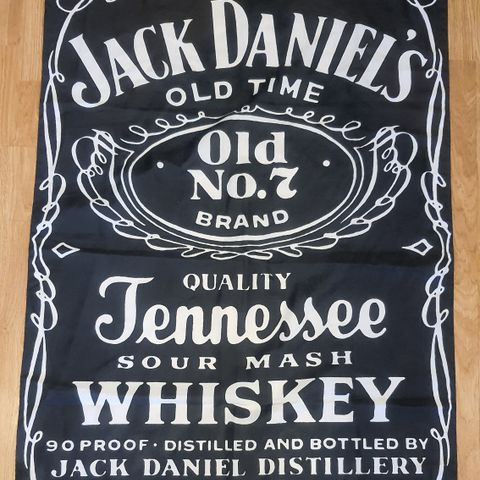 JACK DANIEL'S
OLD TIME
Old
No.7
BRAND
QUALITY
Tennessee
SOUR MASH
WHISKEY
90 PROOF · DISTILLED AND BOTTLED BY
JACK DANIEL DISTILLERY